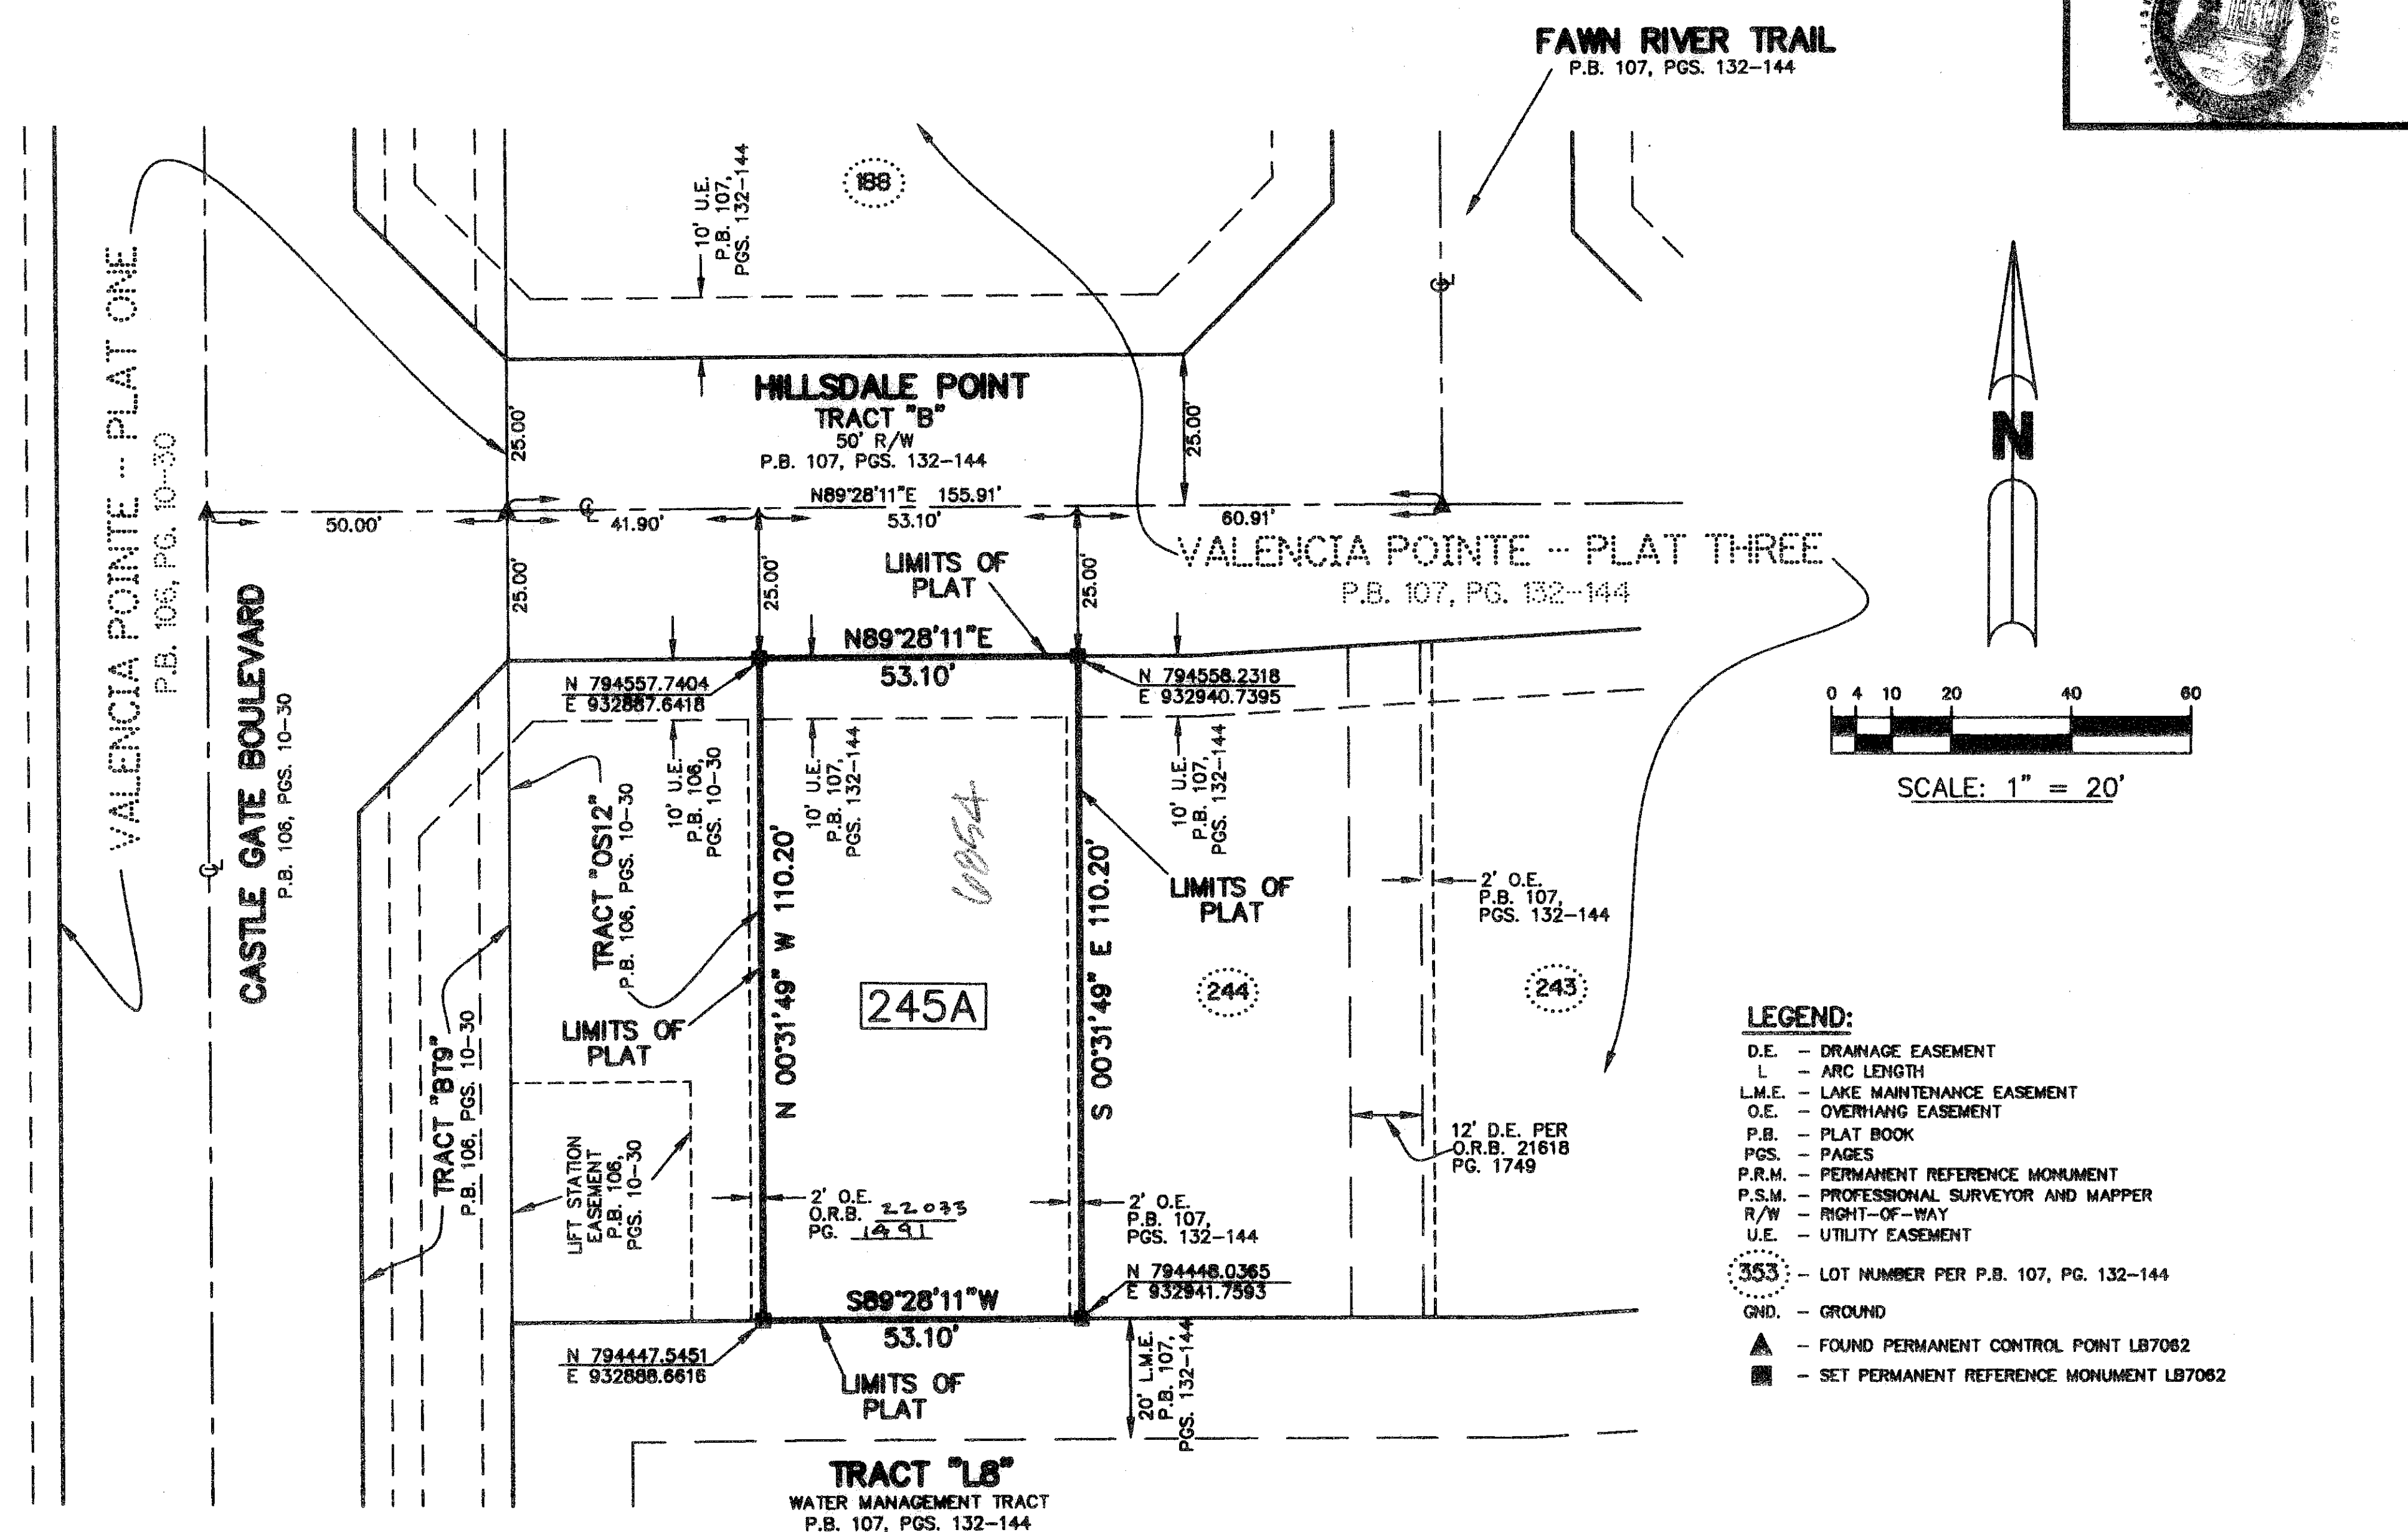 FAWN RIVER TRAIL
P.B. 107, PGS. 132-144
VALENCIA POINTE -- PLAT ONE
P.B. 106, PG. 10-30
CASTLE GATE BOULEVARD
P.B. 106, PGS. 10-30
10' U.E.
P.B. 107,
PGS. 132-144
188
HILLSDALE POINT
TRACT "B"
50' R/W
P.B. 107, PGS. 132-144
25.00'
25.00'
N89°28'11"E 155.91'
50.00'
41.90'
53.10'
60.91'
25.00'
25.00'
25.00'
LIMITS OF
PLAT
VALENCIA POINTE -- PLAT THREE
P.B. 107, PG. 132-144
N89°28'11"E
53.10'
N 794557.7404
E 932887.6418
N 794558.2318
E 932940.7395
10' U.E.
P.B. 106,
PGS. 10-30
10' U.E.
P.B. 107,
PGS. 132-144
10' U.E.
P.B. 107,
PGS. 132-144
TRACT "OS12"
P.B. 106, PGS. 10-30
TRACT "BT9"
P.B. 106, PGS. 10-30
N 00°31'49" W 110.20'
S 00°31'49" E 110.20'
LIMITS OF
PLAT
LIMITS OF
PLAT
245A
244
243
2' O.E.
P.B. 107,
PGS. 132-144
LIFT STATION
EASEMENT
P.B. 106,
PGS. 10-30
12' D.E. PER
O.R.B. 21618
PG. 1749
2' O.E.
O.R.B. 22033
PG. 1491
2' O.E.
P.B. 107,
PGS. 132-144
N 794448.0365
E 932941.7593
S89°28'11"W
53.10'
N 794447.5451
E 932888.6616
LIMITS OF
PLAT
20' L.M.E.
P.B. 107,
PGS. 132-144
TRACT "L8"
WATER MANAGEMENT TRACT
P.B. 107, PGS. 132-144
N
0 4 10 20 40 60
SCALE: 1" = 20'
LEGEND:
D.E. - DRAINAGE EASEMENT
L - ARC LENGTH
L.M.E. - LAKE MAINTENANCE EASEMENT
O.E. - OVERHANG EASEMENT
P.B. - PLAT BOOK
PGS. - PAGES
P.R.M. - PERMANENT REFERENCE MONUMENT
P.S.M. - PROFESSIONAL SURVEYOR AND MAPPER
R/W - RIGHT-OF-WAY
U.E. - UTILITY EASEMENT
353 - LOT NUMBER PER P.B. 107, PG. 132-144
GND. - GROUND
▲ - FOUND PERMANENT CONTROL POINT LB7062
■ - SET PERMANENT REFERENCE MONUMENT LB7062